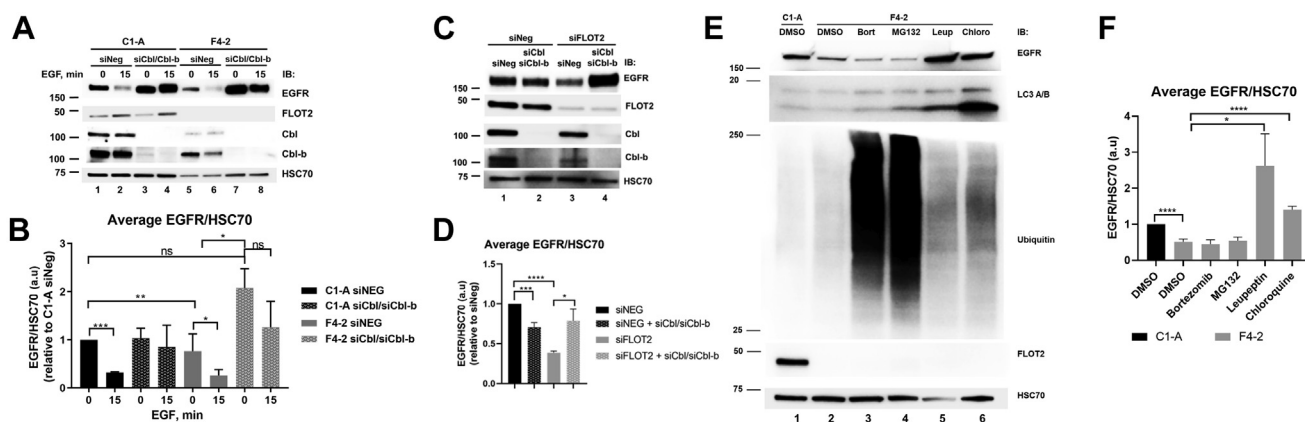 A
C1-A F4-2
siNeg siCbl/Cbl-b siNeg siCbl/Cbl-b
EGF, min 0 15 0 15 0 15 0 15 IB:
EGFR
150
50
FLOT2
100
Cbl
100
Cbl-b
75
HSC70
1 2 3 4 5 6 7 8
B
Average EGFR/HSC70
EGFR/HSC70 (a.u)
(relative to C1-A siNeg)
3
2
1
0
*
ns
ns
**
***
*
0 15 0 15 0 15 0 15
EGF, min
C1-A siNEG
C1-A siCbl/siCbl-b
F4-2 siNEG
F4-2 siCbl/siCbl-b
C
siNeg siFLOT2
siCbl siCbl
siNeg siCbl-b siNeg siCbl-b
IB:
EGFR
150
50
FLOT2
100
Cbl
100
Cbl-b
75
HSC70
1 2 3 4
D
Average EGFR/HSC70
EGFR/HSC70 (a.u)
(relative to siNeg)
1.5
1.0
0.5
0.0
****
***
*
siNEG
siNEG + siCbl/siCbl-b
siFLOT2
siFLOT2 + siCbl/siCbl-b
E
C1-A F4-2
DMSO DMSO Bort MG132 Leup Chloro IB:
EGFR
150
20
LC3 A/B
250
Ubiquitin
25
50
FLOT2
75
HSC70
1 2 3 4 5 6
F
Average EGFR/HSC70
EGFR/HSC70 (a.u)
4
3
2
1
0
****
*
****
DMSO
DMSO
Bortezomib
MG132
Leupeptin
Chloroquine
C1-A F4-2